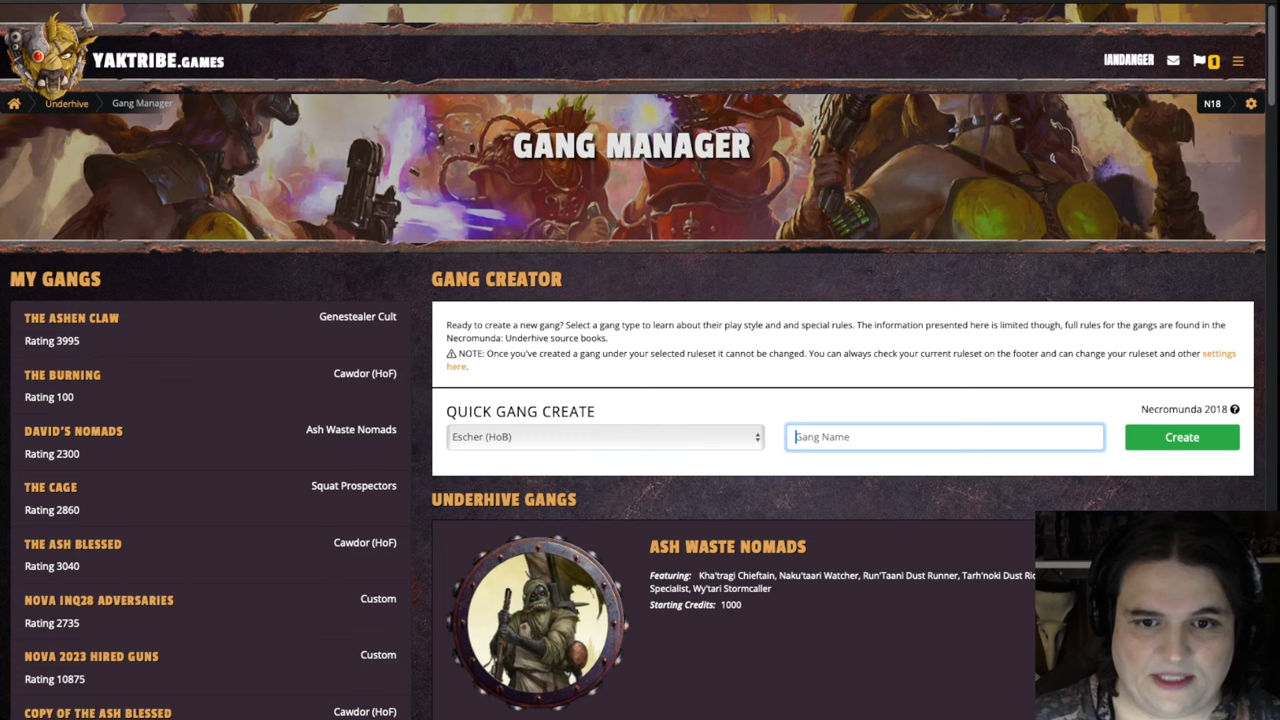 YAKTRIBE.GAMES
IANDANGER
1
Underhive
Gang Manager
N18
GANG MANAGER
MY GANGS
THE ASHEN CLAW
Genestealer Cult
Rating 3995
THE BURNING
Cawdor (HoF)
Rating 100
DAVID'S NOMADS
Ash Waste Nomads
Rating 2300
THE CAGE
Squat Prospectors
Rating 2860
THE ASH BLESSED
Cawdor (HoF)
Rating 3040
NOVA INQ28 ADVERSARIES
Custom
Rating 2735
NOVA 2023 HIRED GUNS
Custom
Rating 10875
COPY OF THE ASH BLESSED
Cawdor (HoF)
GANG CREATOR
Ready to create a new gang? Select a gang type to learn about their play style and and special rules. The information presented here is limited though, full rules for the gangs are found in the
Necromunda: Underhive source books.
NOTE: Once you've created a gang under your selected ruleset it cannot be changed. You can always check your current ruleset on the footer and can change your ruleset and other settings
here.
QUICK GANG CREATE
Necromunda 2018
Escher (HoB)
Gang Name
Create
UNDERHIVE GANGS
ASH WASTE NOMADS
Featuring: Kha'tragi Chieftain, Naku'taari Watcher, Run'Taani Dust Runner, Tarh'noki Dust
Specialist, Wy'tari Stormcaller
Starting Credits: 1000